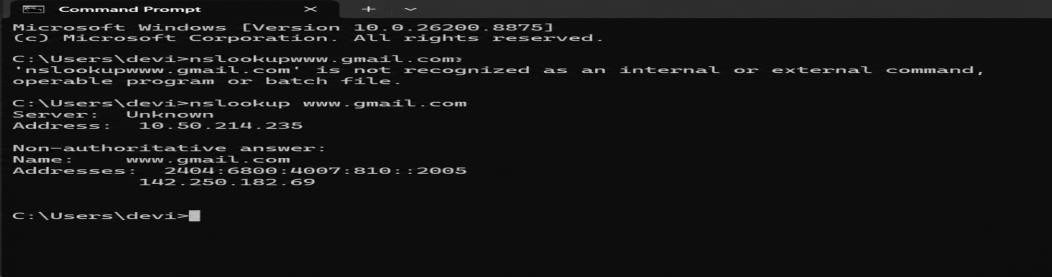 Command Prompt
Microsoft Windows [Version 10.0.26200.8875]
(c) Microsoft Corporation. All rights reserved.
C:\Users\devi>nslookupwww.gmail.com›
'nslookupwww.gmail.com' is not recognized as an internal or external command,
operable program or batch file.
C:\Users\devi>nslookup www.gmail.com
Server:  Unknown
Address:  10.50.214.235
Non-authoritative answer:
Name:    www.gmail.com
Addresses:  2404:6800:4007:810::2005
142.250.182.69
C:\Users\devi>